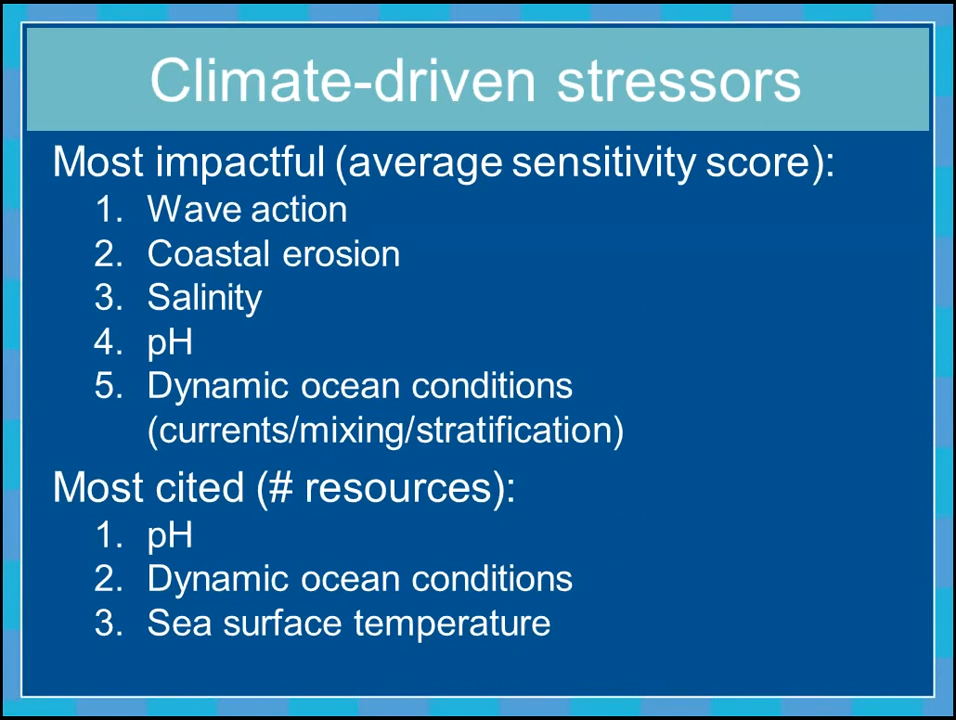 Climate-driven stressors
Most impactful (average sensitivity score):
1. Wave action
2. Coastal erosion
3. Salinity
4. pH
5. Dynamic ocean conditions
(currents/mixing/stratification)
Most cited (# resources):
1. pH
2. Dynamic ocean conditions
3. Sea surface temperature